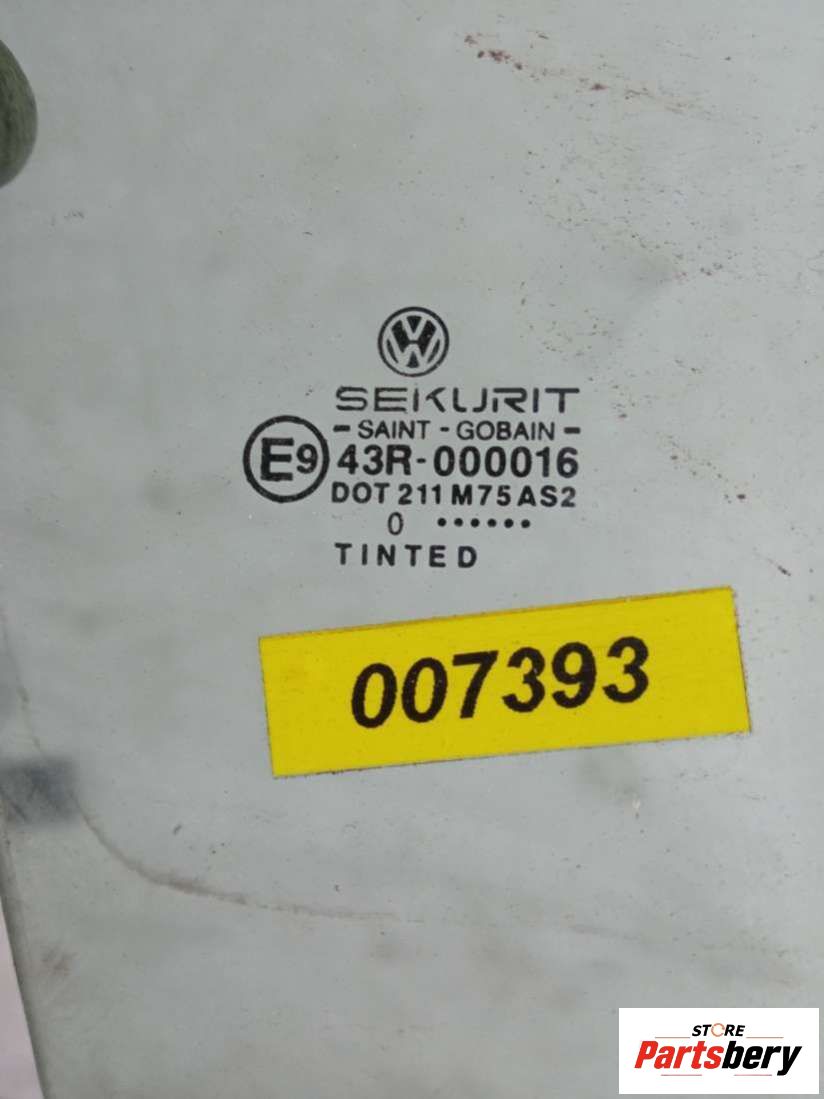 SEKURIT
- SAINT - GOBAIN -
E9 43R-000016
DOT 211 M75 AS2
0 ••••••
TINTED
007393
STORE
Partsbery